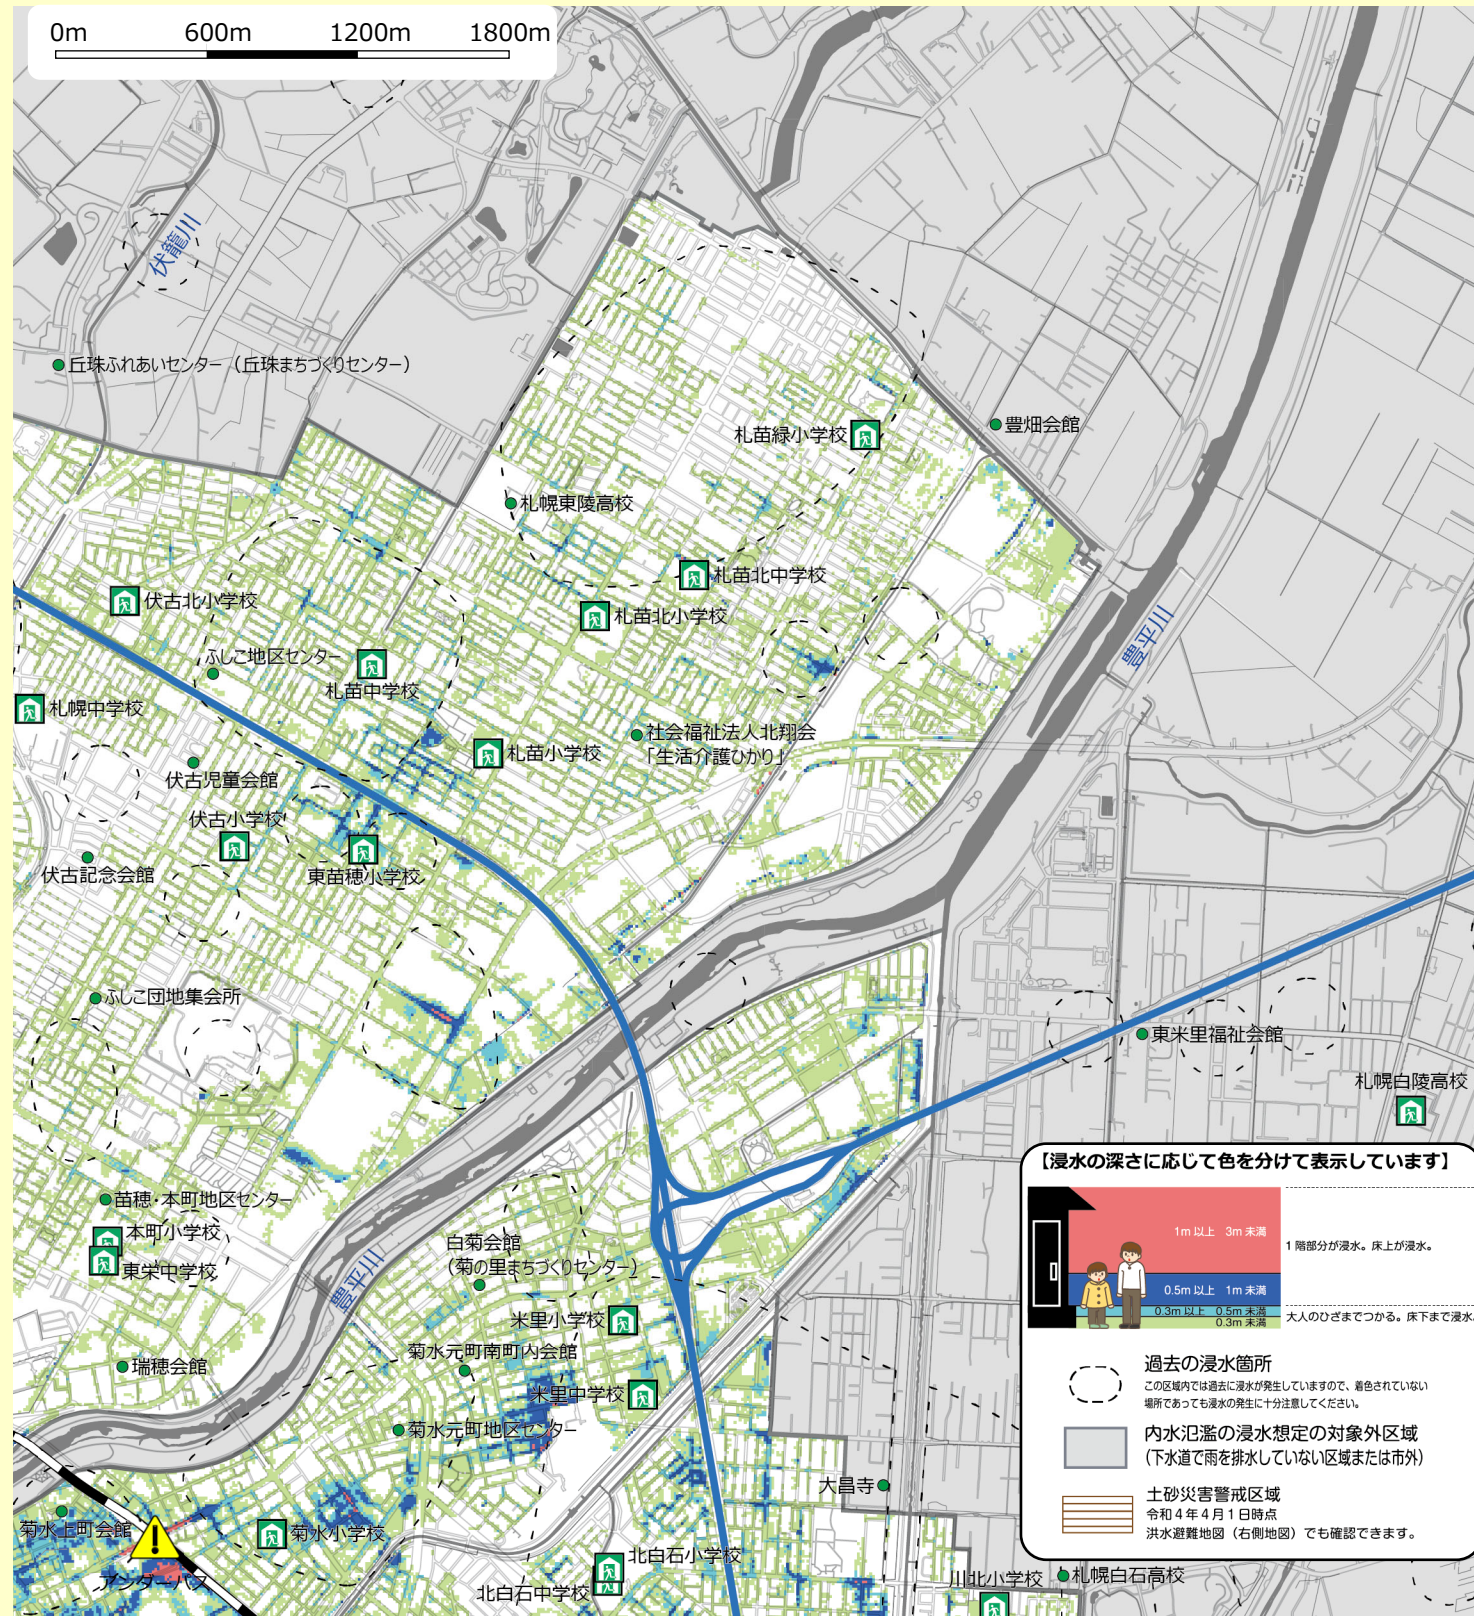 0m 600m 1200m 1800m
伏籠川
丘珠ふれあいセンター（丘珠まちづくりセンター）
札苗緑小学校
豊畑会館
札幌東陵高校
札苗北中学校
伏古北小学校
札苗北小学校
豊平川
ふしこ地区センター
札苗中学校
札幌中学校
社会福祉法人北翔会
「生活介護ひかり」
札苗小学校
伏古児童会館
伏古小学校
伏古記念会館
東苗穂小学校
ふしこ団地集会所
東米里福祉会館
札幌白陵高校
苗穂・本町地区センター
本町小学校
東栄中学校
白菊会館
（菊の里まちづくりセンター）
豊平川
米里小学校
菊水元町南町内会館
瑞穂会館
米里中学校
菊水元町地区センター
大昌寺
菊水上町会館
菊水小学校
アンダーパス
北白石小学校
北白石中学校
川北小学校
札幌白石高校
【浸水の深さに応じて色を分けて表示しています】
1m 以上 3m 未満
1 階部分が浸水。床上が浸水。
0.5m 以上 1m 未満
0.3m 以上 0.5m 未満
0.3m 未満
大人のひざまでつかる。床下まで浸水。
過去の浸水箇所
この区域内では過去に浸水が発生していますので、着色されていない
場所であっても浸水の発生に十分注意してください。
内水氾濫の浸水想定の対象外区域
（下水道で雨を排水していない区域または市外）
土砂災害警戒区域
令和４年４月１日時点
洪水避難地図（右側地図）でも確認できます。